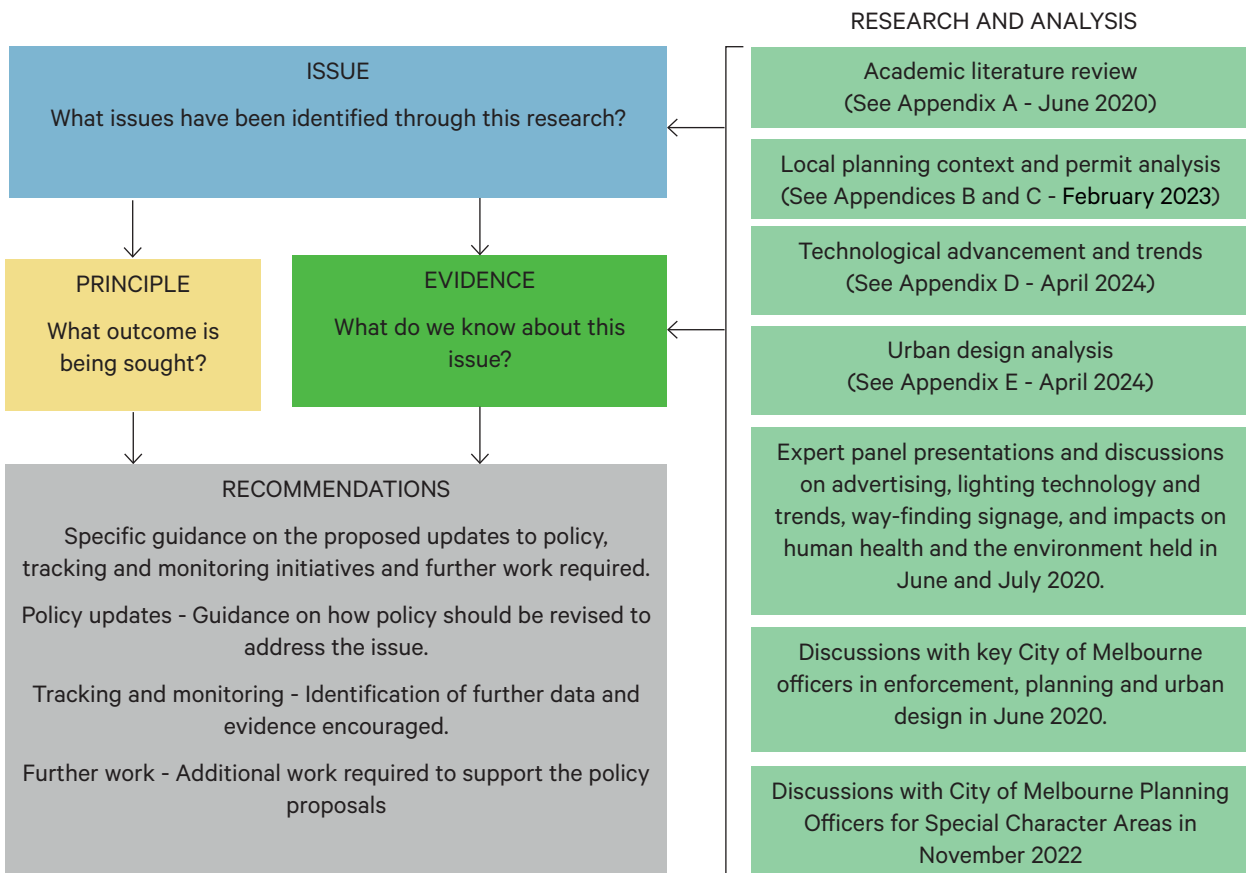 ISSUE
What issues have been identified through this research?
PRINCIPLE
What outcome is
being sought?
EVIDENCE
What do we know about this
issue?
RECOMMENDATIONS
Specific guidance on the proposed updates to policy,
tracking and monitoring initiatives and further work required.
Policy updates - Guidance on how policy should be revised to
address the issue.
Tracking and monitoring - Identification of further data and
evidence encouraged.
Further work - Additional work required to support the policy
proposals
RESEARCH AND ANALYSIS
Academic literature review
(See Appendix A - June 2020)
Local planning context and permit analysis
(See Appendices B and C - February 2023)
Technological advancement and trends
(See Appendix D - April 2024)
Urban design analysis
(See Appendix E - April 2024)
Expert panel presentations and discussions
on advertising, lighting technology and
trends, way-finding signage, and impacts on
human health and the environment held in
June and July 2020.
Discussions with key City of Melbourne
officers in enforcement, planning and urban
design in June 2020.
Discussions with City of Melbourne Planning
Officers for Special Character Areas in
November 2022